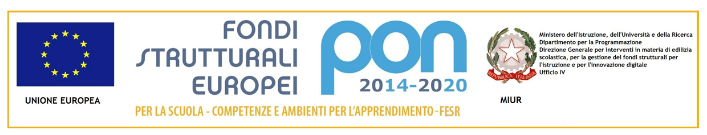 UNIONE EUROPEA
FONDI
STRUTTURALI
EUROPEI
pon
2014-2020
PER LA SCUOLA - COMPETENZE E AMBIENTI PER L'APPRENDIMENTO-FESR
MIUR
Ministero dell'Istruzione, dell'Università e della Ricerca
Dipartimento per la Programmazione
Direzione Generale per interventi in materia di edilizia
scolastica, per la gestione dei fondi strutturali per
l'istruzione e per l'innovazione digitale
Ufficio IV